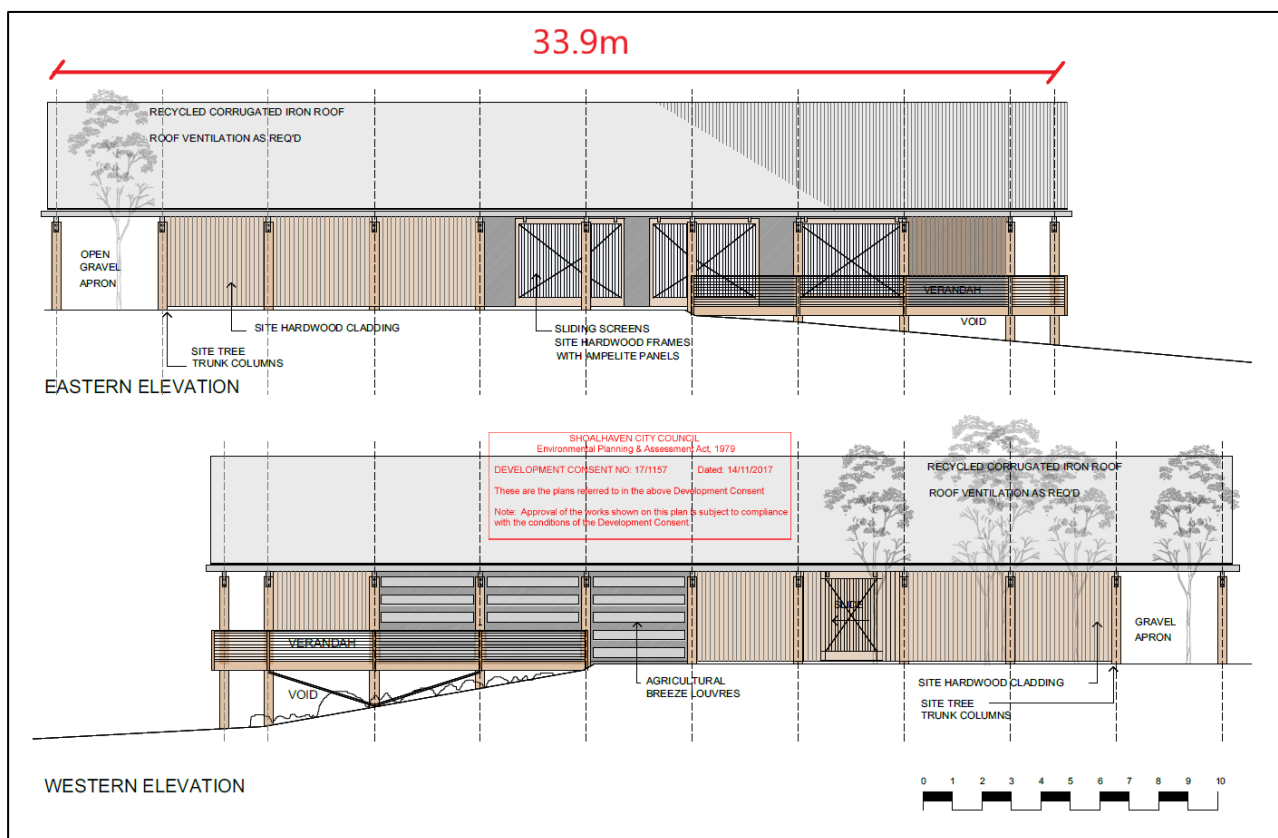 33.9m
RECYCLED CORRUGATED IRON ROOF
ROOF VENTILATION AS REQ'D
OPEN
GRAVEL
APRON
VERANDAH
VOID
SITE HARDWOOD CLADDING
SITE TREE
TRUNK COLUMNS
SLIDING SCREENS
SITE HARDWOOD FRAMES
WITH AMPELITE PANELS
EASTERN ELEVATION
SHOALHAVEN CITY COUNCIL
Environmental Planning & Assessment Act, 1979
DEVELOPMENT CONSENT NO: 17/1157 Dated: 14/11/2017
These are the plans referred to in the above Development Consent
Note: Approval of the works shown on this plan is subject to compliance
with the conditions of the Development Consent
RECYCLED CORRUGATED IRON ROOF
ROOF VENTILATION AS REQ'D
SLIDE
GRAVEL
APRON
VERANDAH
VOID
AGRICULTURAL
BREEZE LOUVRES
SITE HARDWOOD CLADDING
SITE TREE
TRUNK COLUMNS
WESTERN ELEVATION
0 1 2 3 4 5 6 7 8 9 10